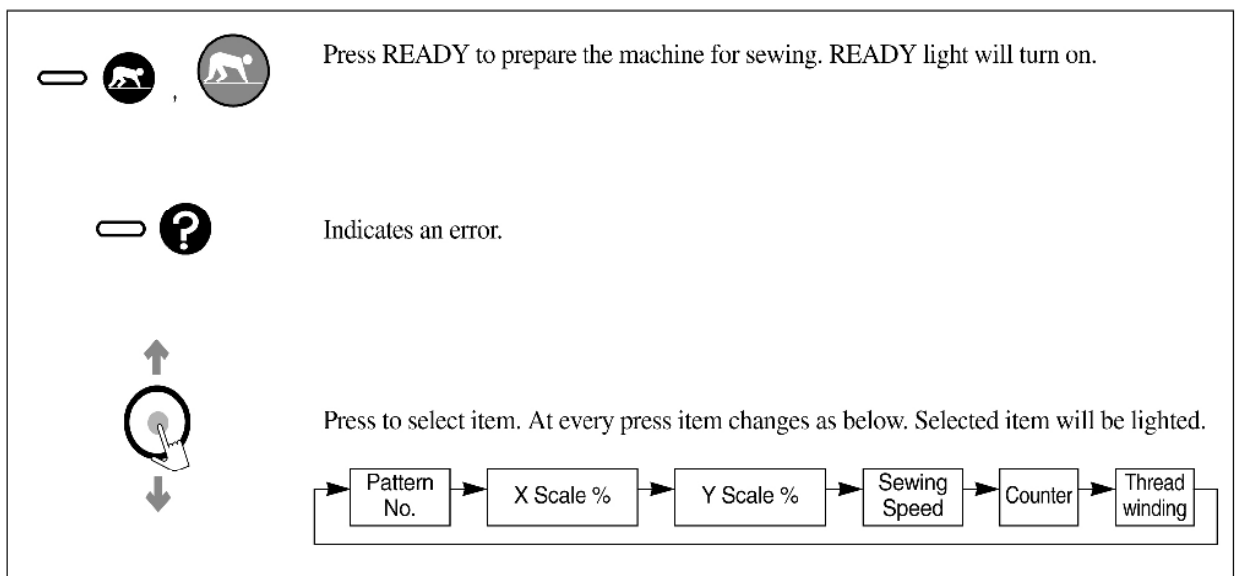 Press READY to prepare the machine for sewing. READY light will turn on.
,
?
Indicates an error.
Press to select item. At every press item changes as below. Selected item will be lighted.
Pattern
No.
X Scale %
Y Scale %
Sewing
Speed
Counter
Thread
winding